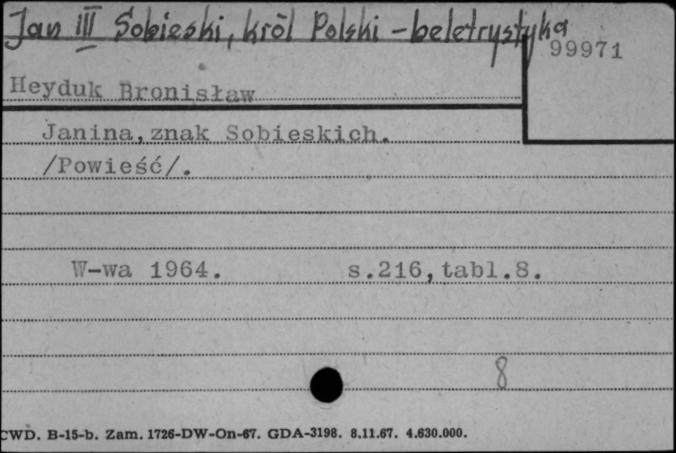 Jan III Sobieski, król Polski - beletrystyka
99971
Heyduk Bronisław
Janina, znak Sobieskich.
/Powieść/.
W-wa 1964. s.216, tabl.8.
8
CWD. B-15-b. Zam. 1726-DW-On-67. GDA-3198. 8.11.67. 4.630.000.